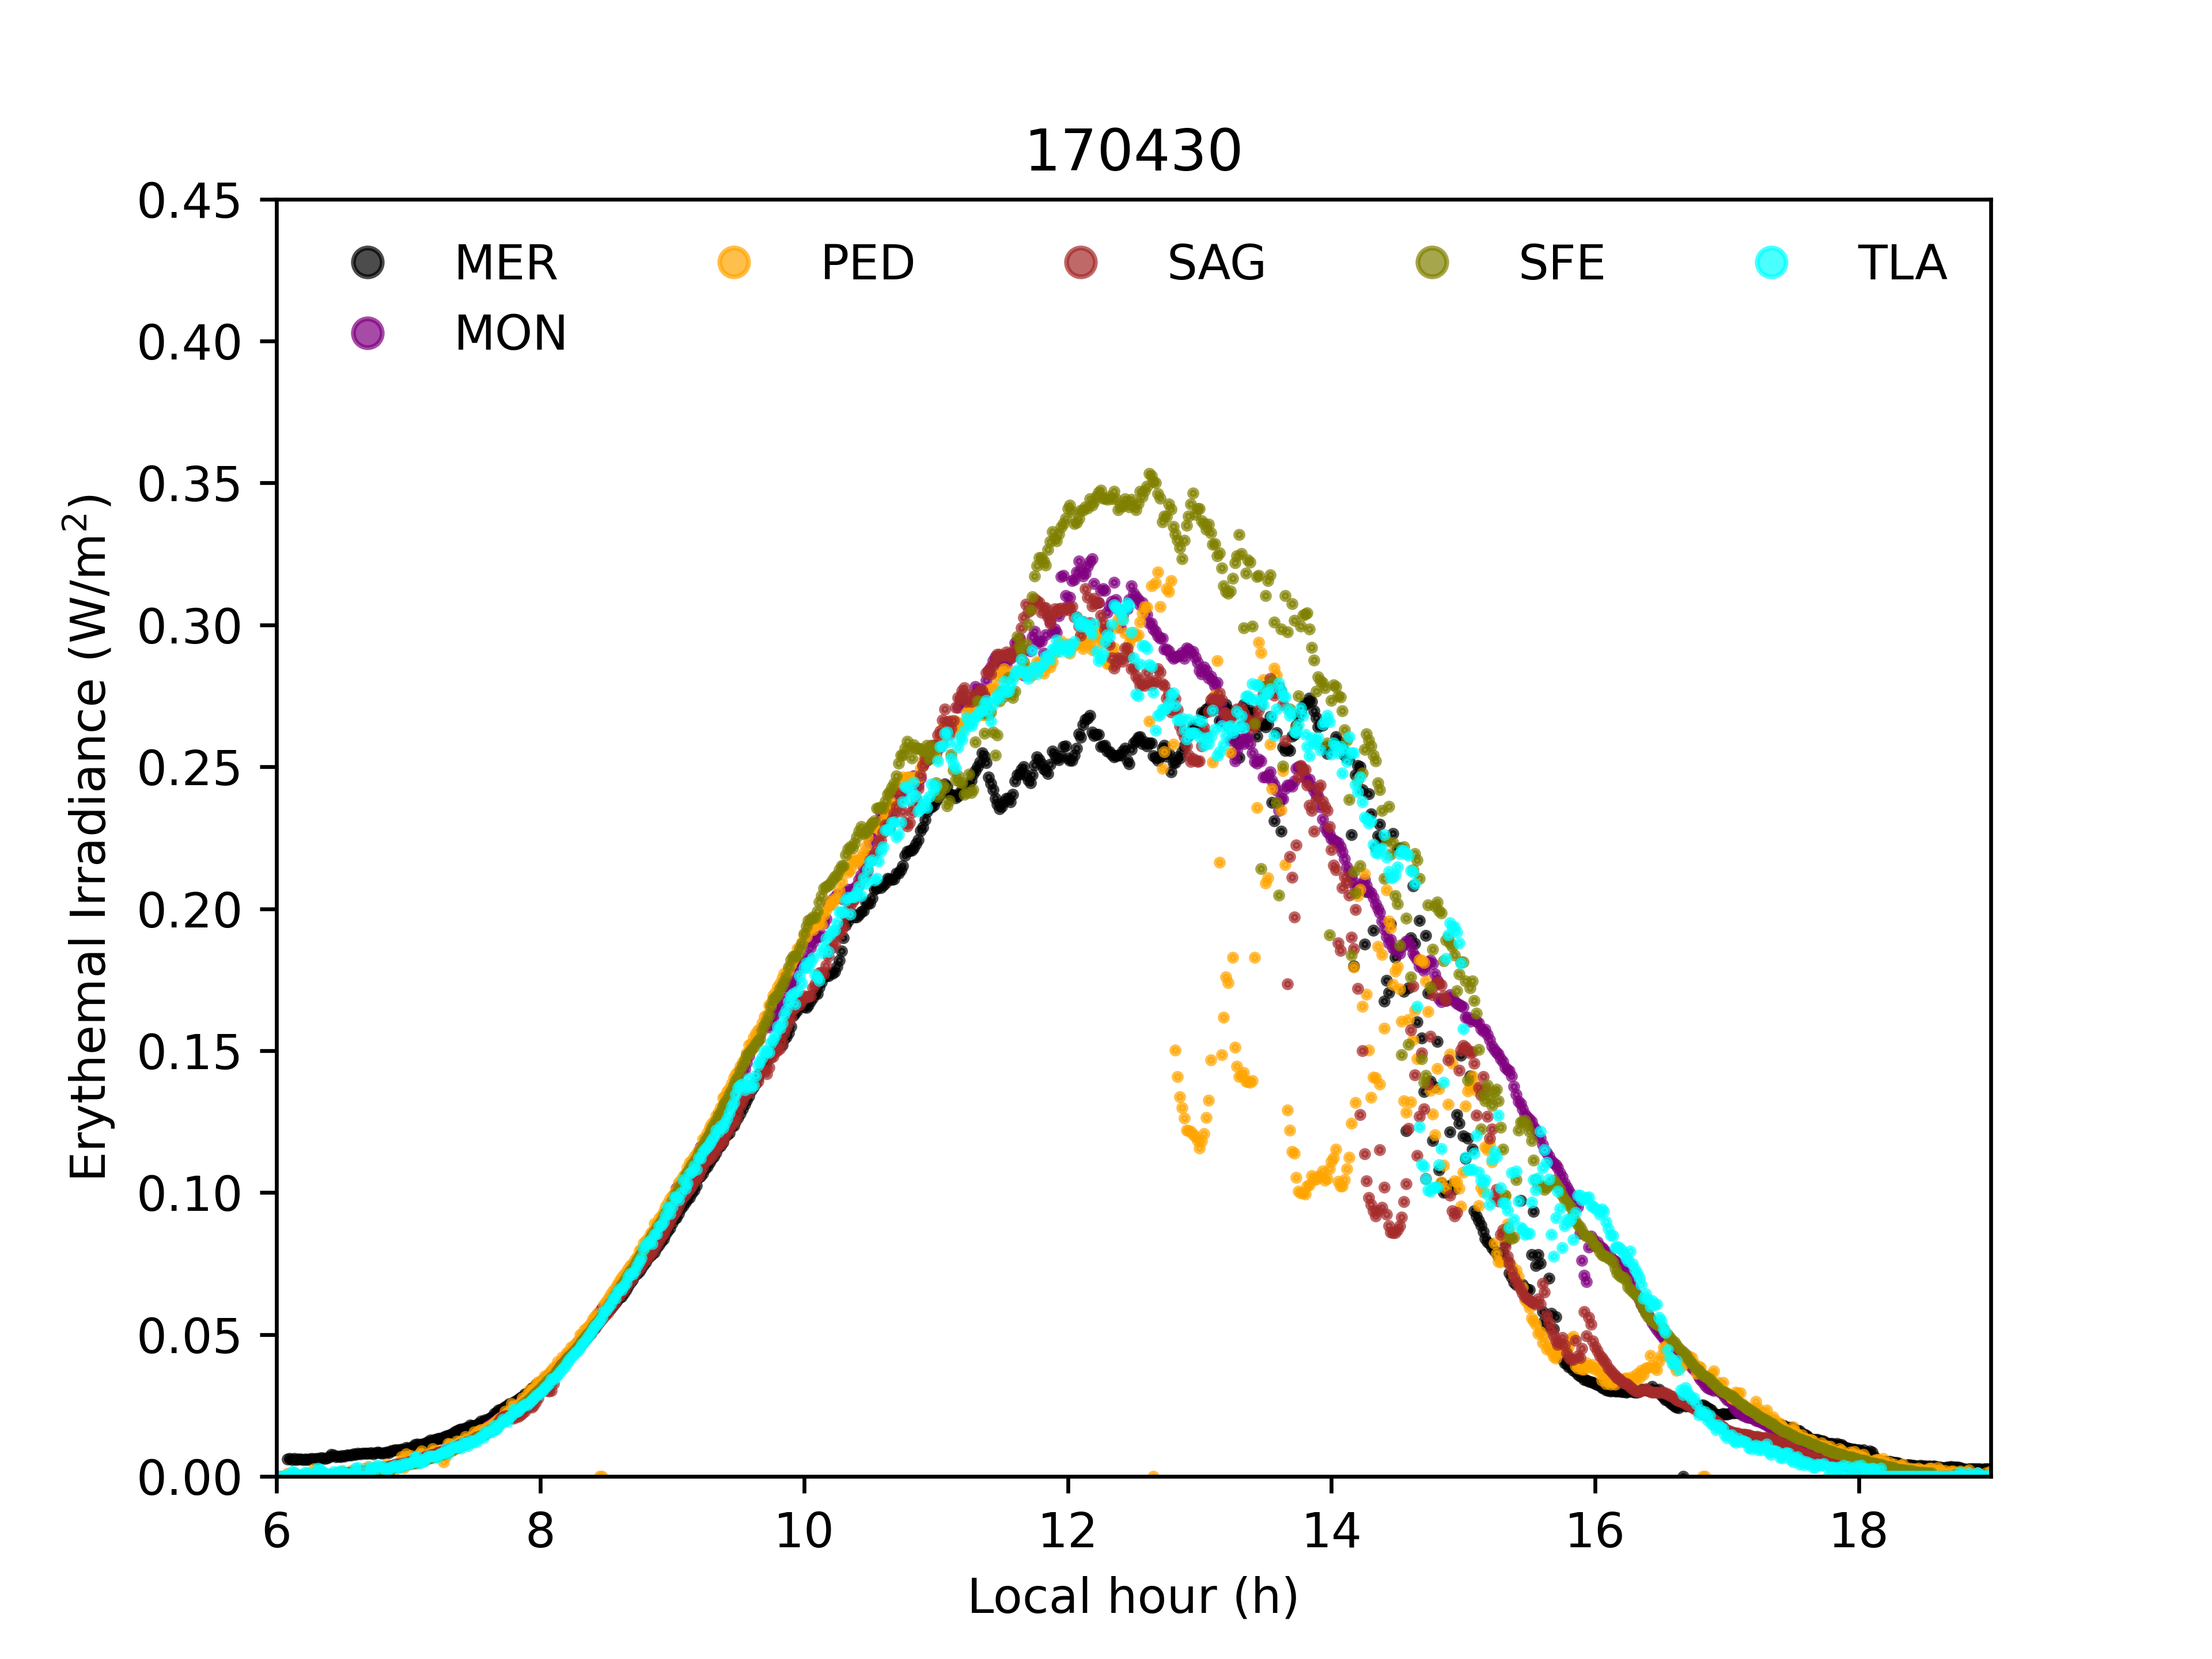 170430
MER PED SAG SFE TLA
MON
Erythemal Irradiance (W/m²)
0.45
0.40
0.35
0.30
0.25
0.20
0.15
0.10
0.05
0.00
6 8 10 12 14 16 18
Local hour (h)